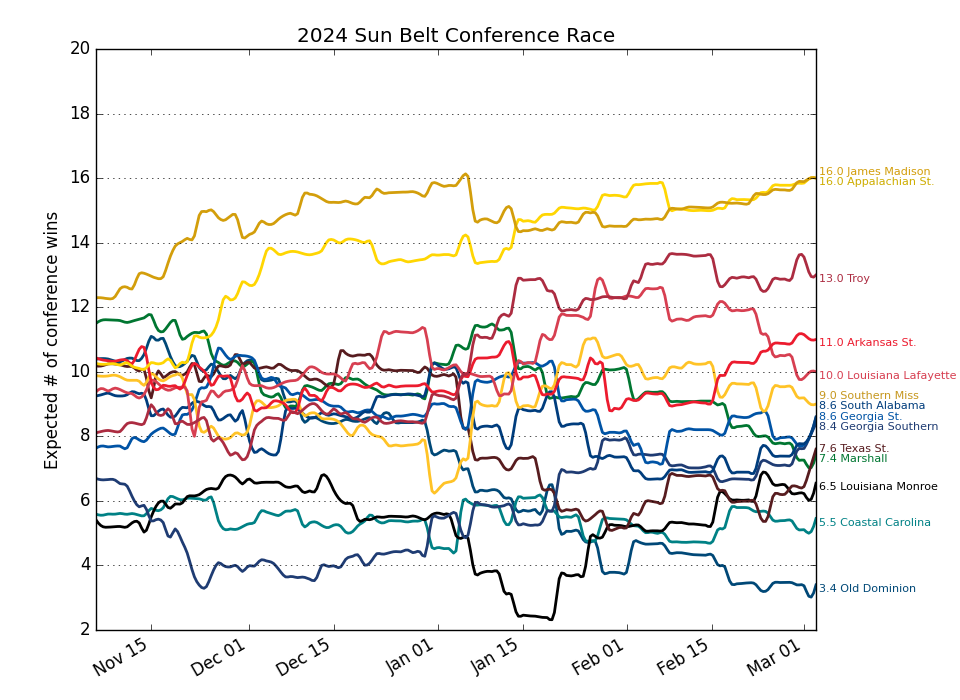 2024 Sun Belt Conference Race
Expected # of conference wins
20
18
16
14
12
10
8
6
4
2
16.0 James Madison
16.0 Appalachian St.
13.0 Troy
11.0 Arkansas St.
10.0 Louisiana Lafayette
9.0 Southern Miss
8.6 South Alabama
8.6 Georgia St.
8.4 Georgia Southern
7.6 Texas St.
7.4 Marshall
6.5 Louisiana Monroe
5.5 Coastal Carolina
3.4 Old Dominion
Nov 15
Dec 01
Dec 15
Jan 01
Jan 15
Feb 01
Feb 15
Mar 01